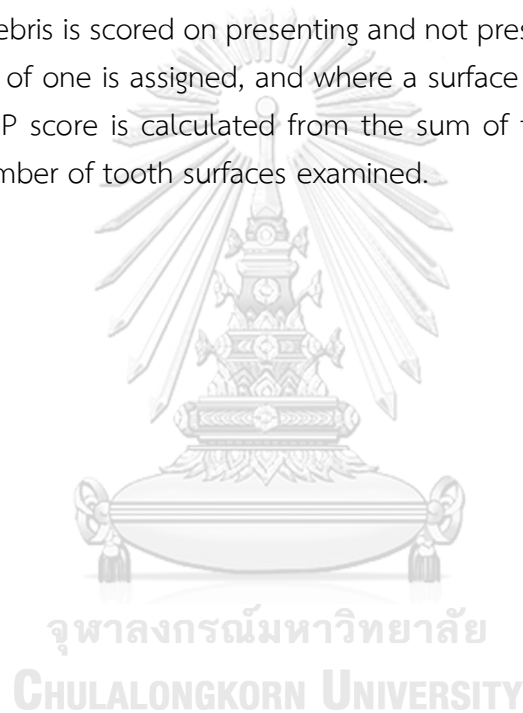 ebris is scored on presenting and not pres
of one is assigned, and where a surface
P score is calculated from the sum of
mber of tooth surfaces examined.
จุฬาลงกรณ์มหาวิทยาลัย
CHULALONGKORN UNIVERSITY